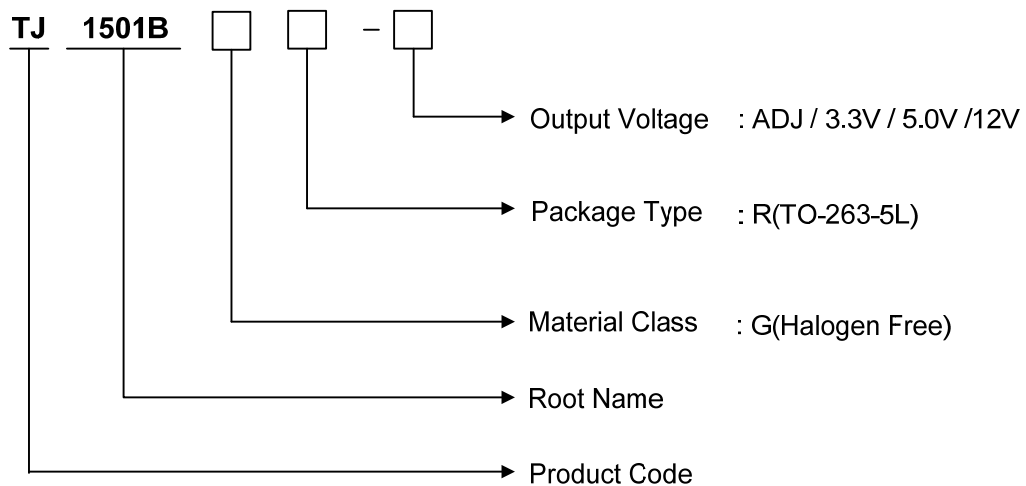 TJ 1501B □ □ – □
Output Voltage : ADJ / 3.3V / 5.0V /12V
Package Type : R(TO-263-5L)
Material Class : G(Halogen Free)
Root Name
Product Code